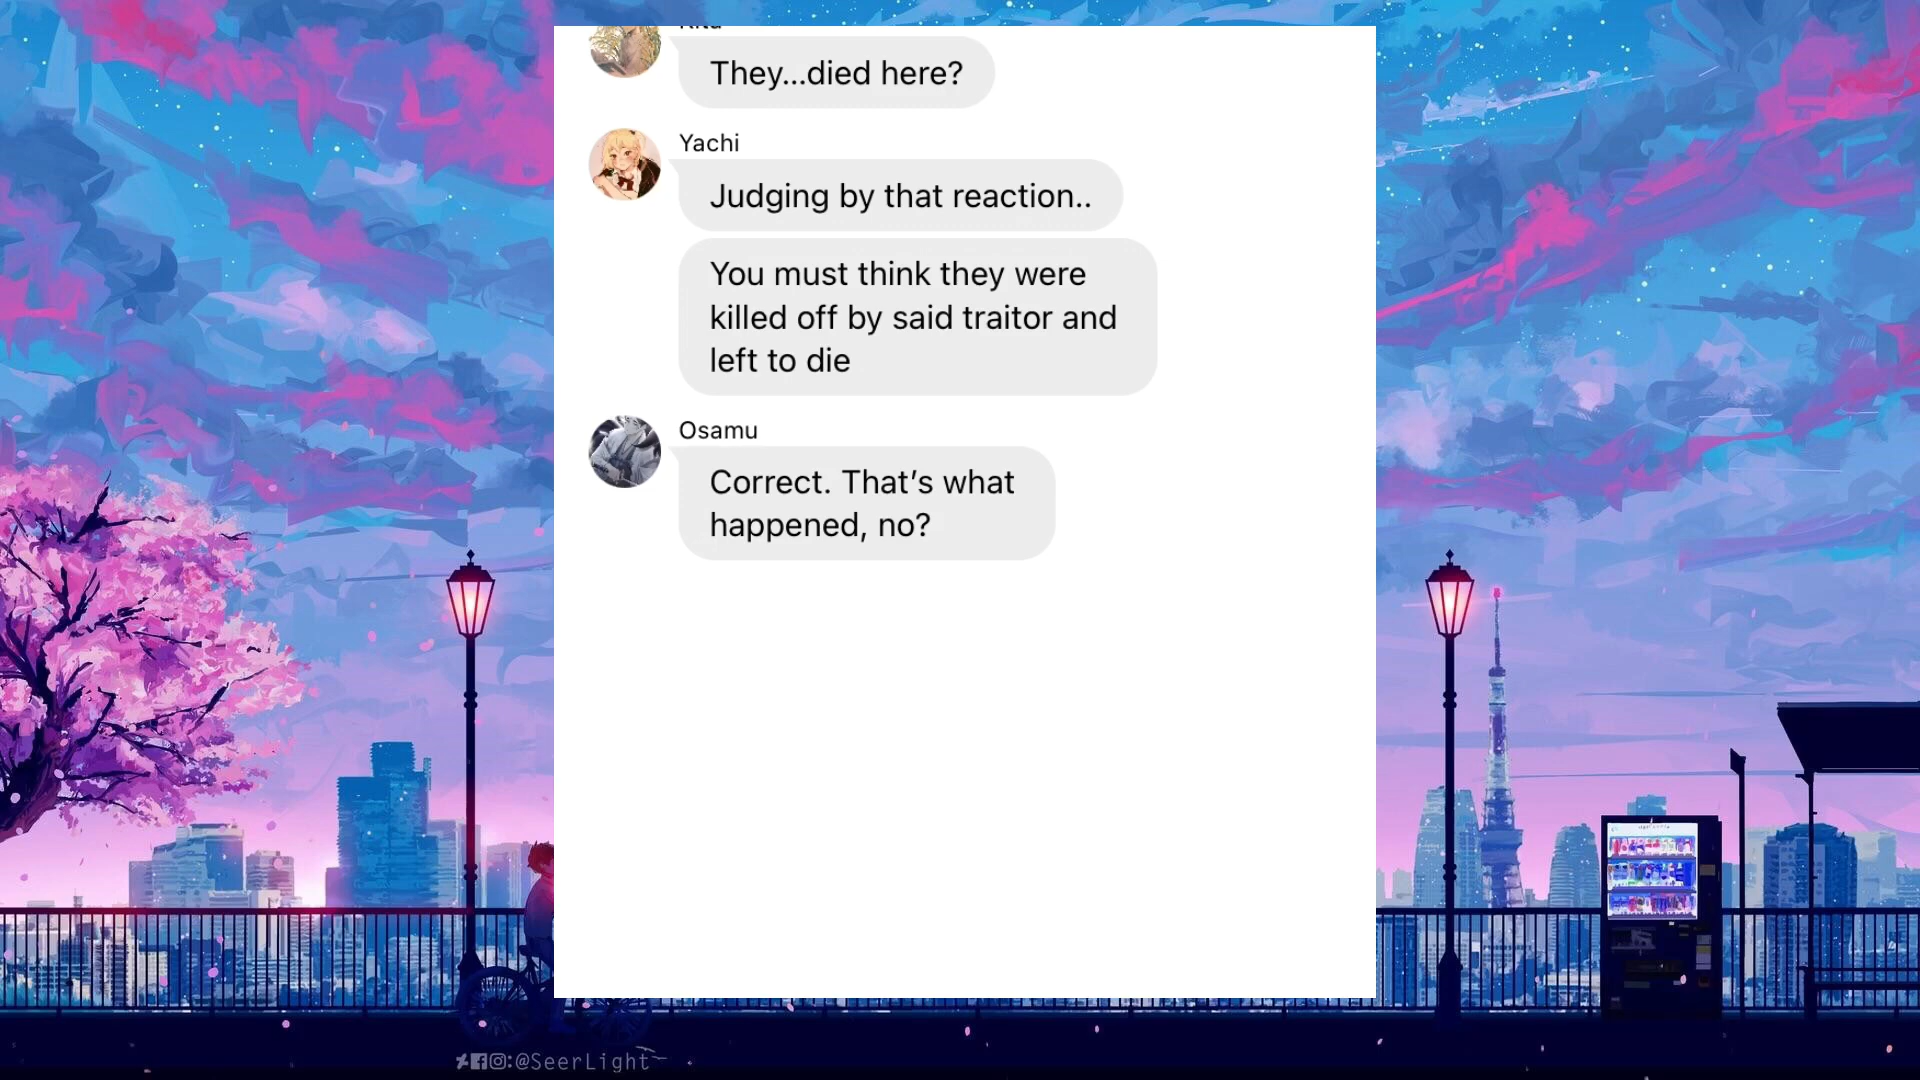 Kita
They...died here?
Yachi
Judging by that reaction..
You must think they were
killed off by said traitor and
left to die
Osamu
Correct. That's what
happened, no?
:@SeerLight